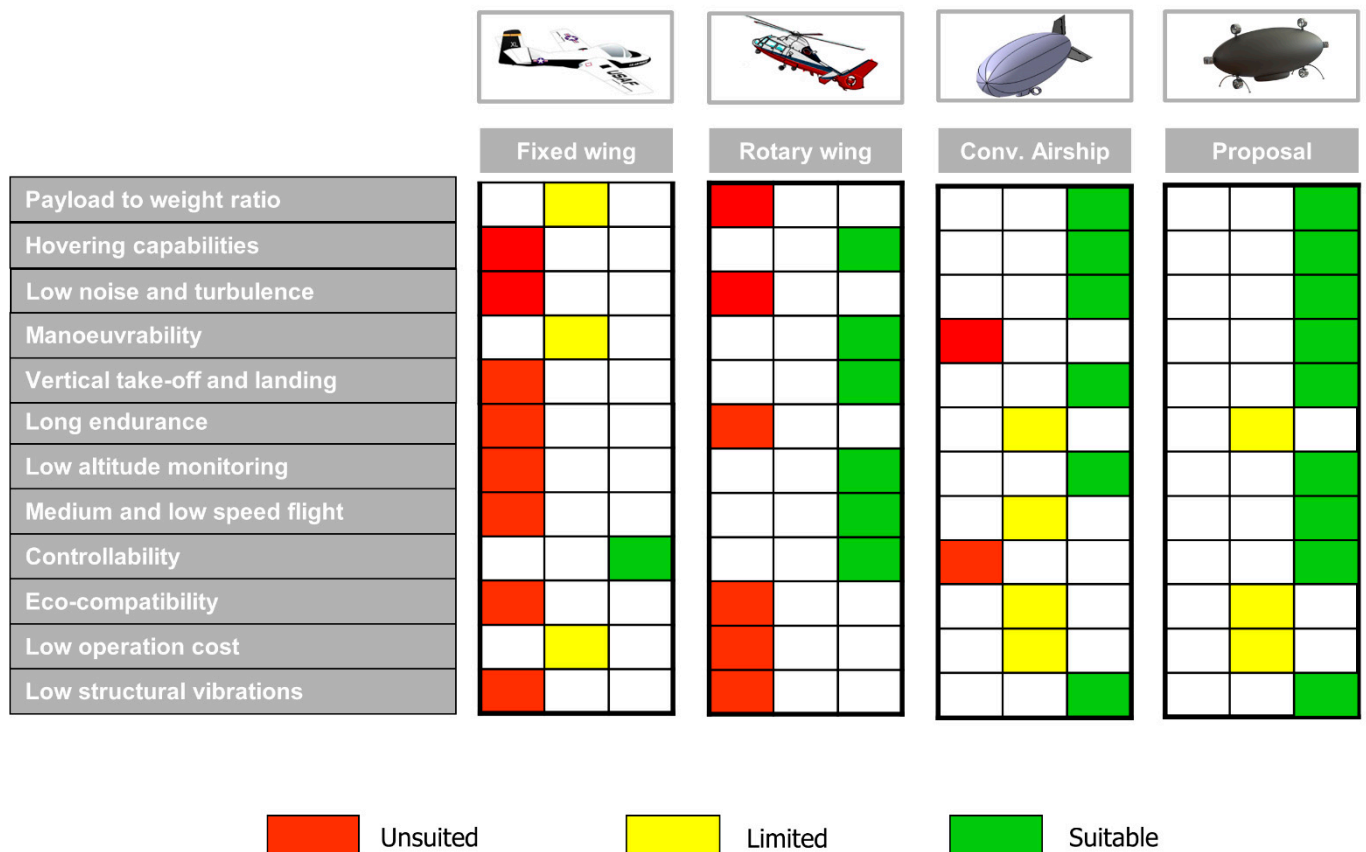 XL
USAF
Fixed wing
Rotary wing
Conv. Airship
Proposal
Payload to weight ratio
Hovering capabilities
Low noise and turbulence
Manoeuvrability
Vertical take-off and landing
Long endurance
Low altitude monitoring
Medium and low speed flight
Controllability
Eco-compatibility
Low operation cost
Low structural vibrations
Unsuited
Limited
Suitable